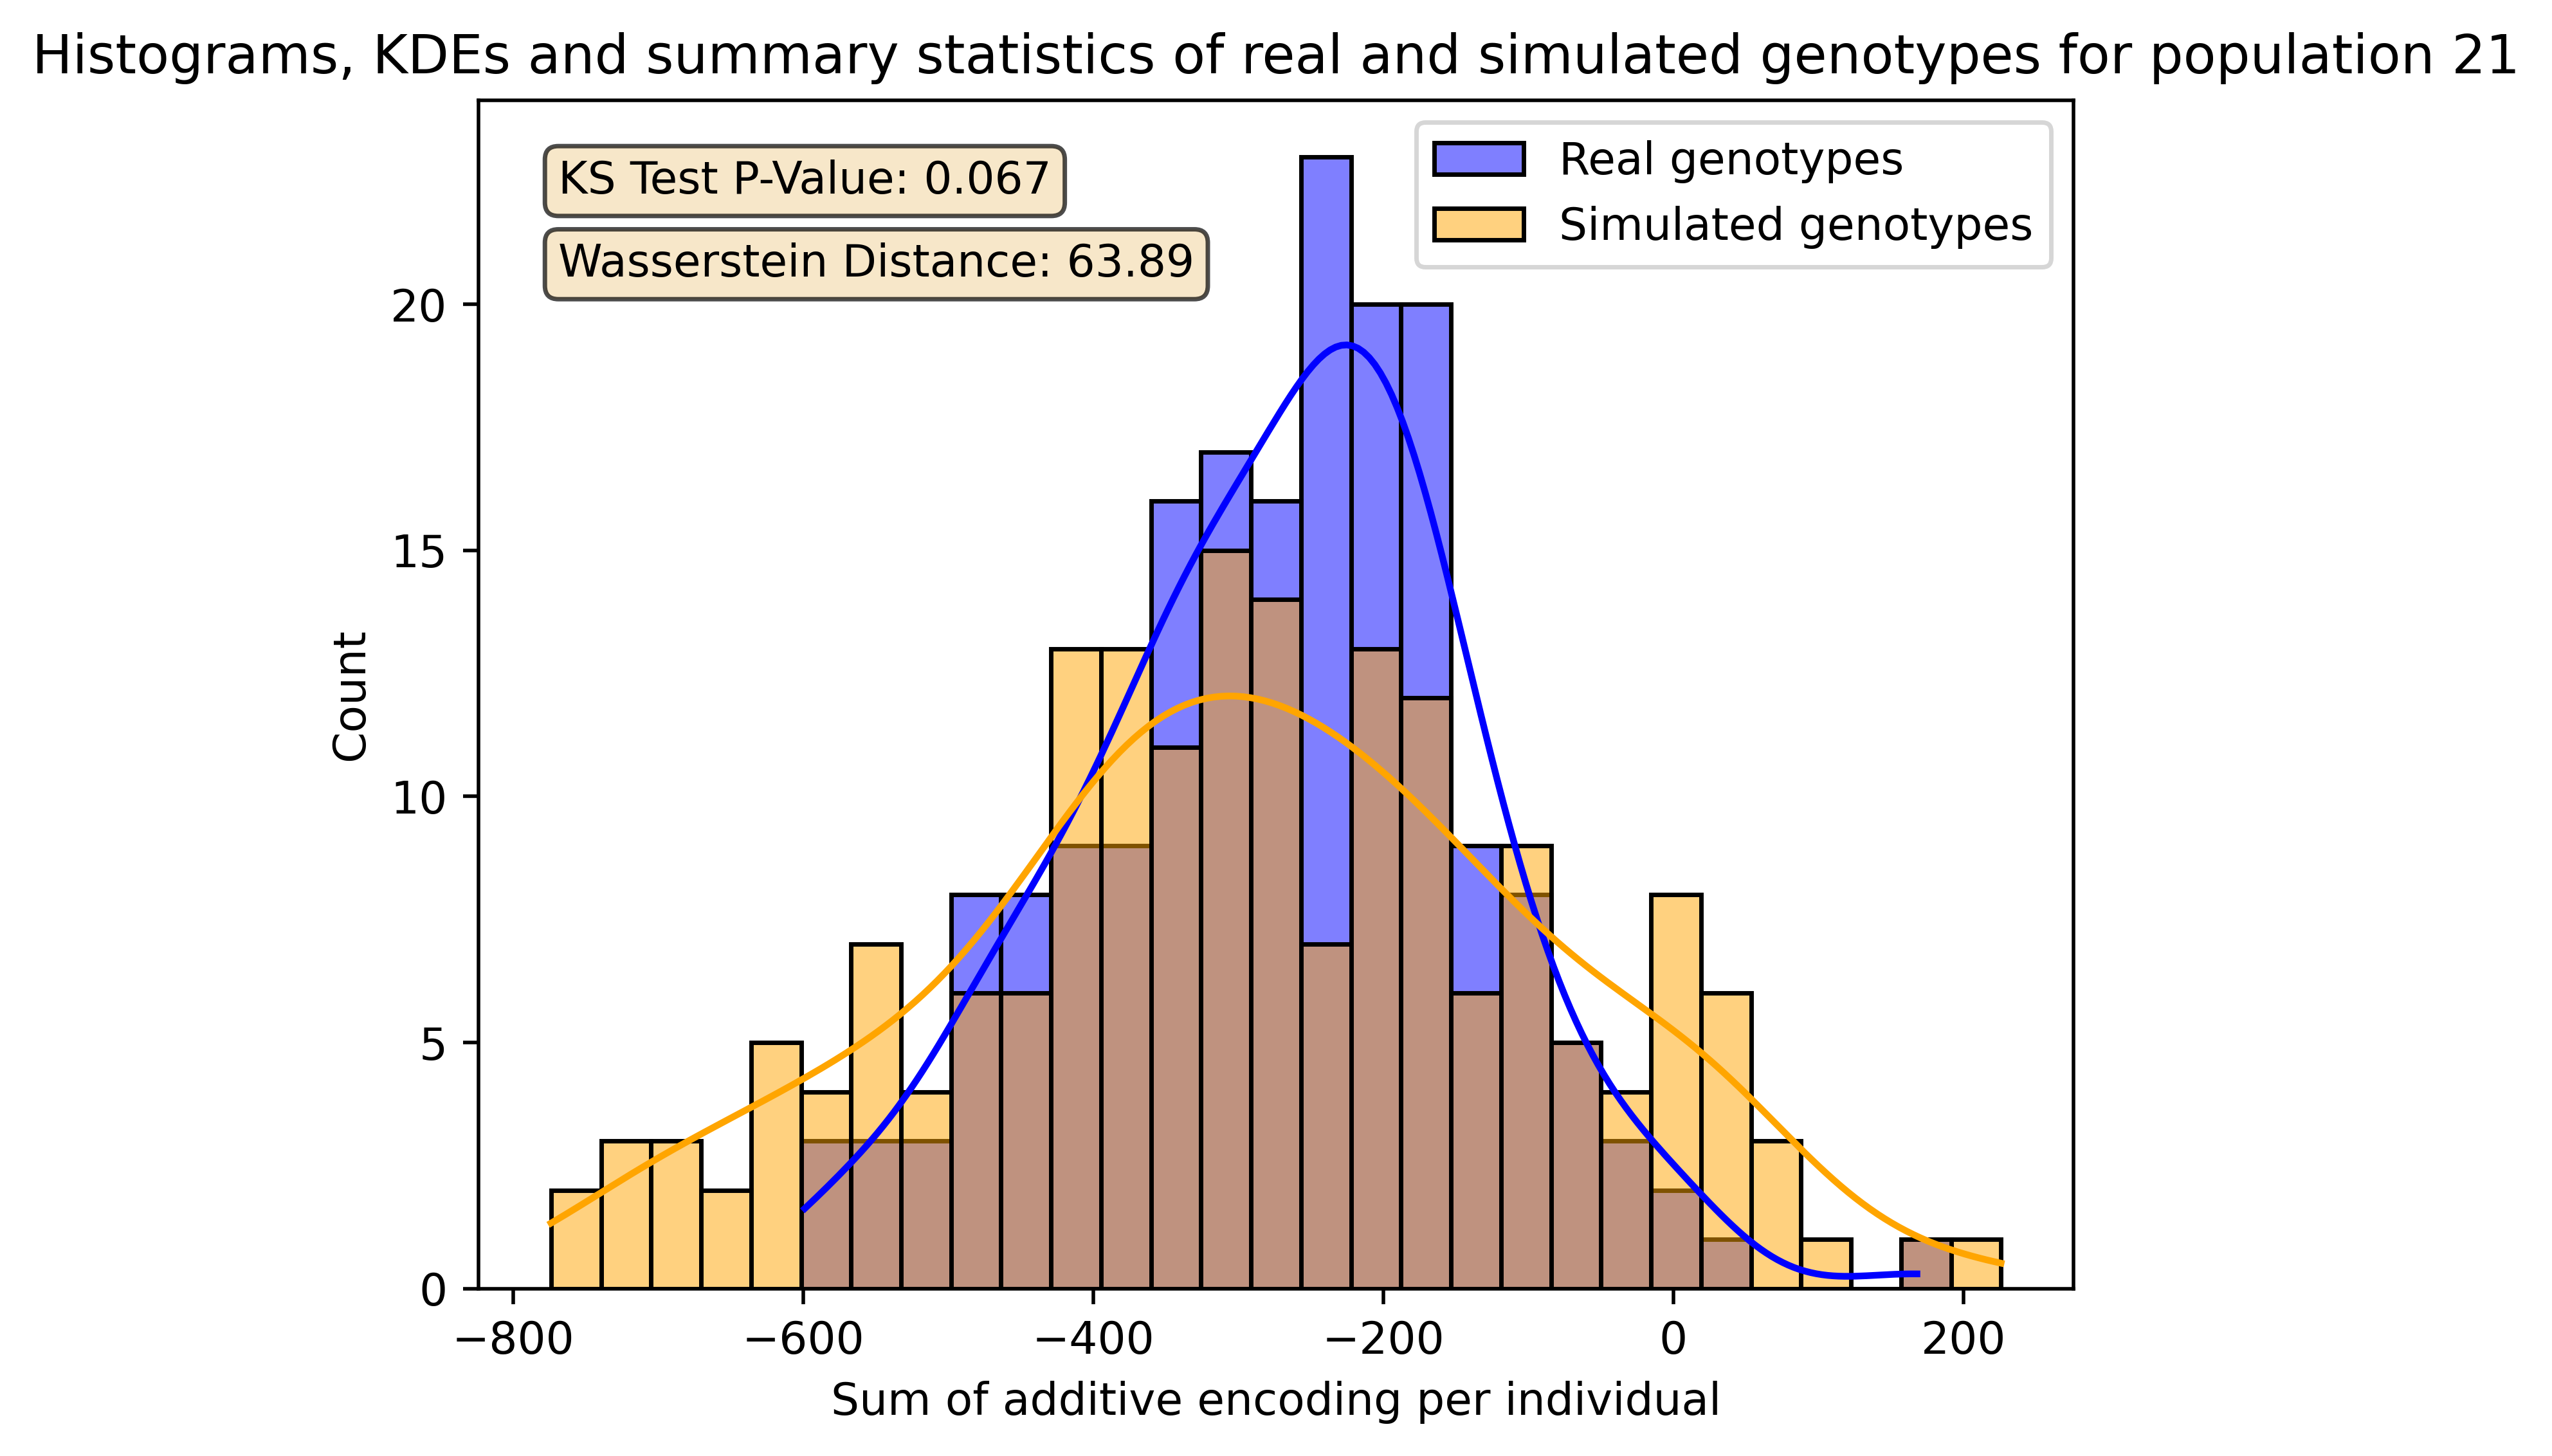 Histograms, KDEs and summary statistics of real and simulated genotypes for population 21
KS Test P-Value: 0.067
Wasserstein Distance: 63.89
Real genotypes
Simulated genotypes
Count
20
15
10
5
0
−800 −600 −400 −200 0 200
Sum of additive encoding per individual